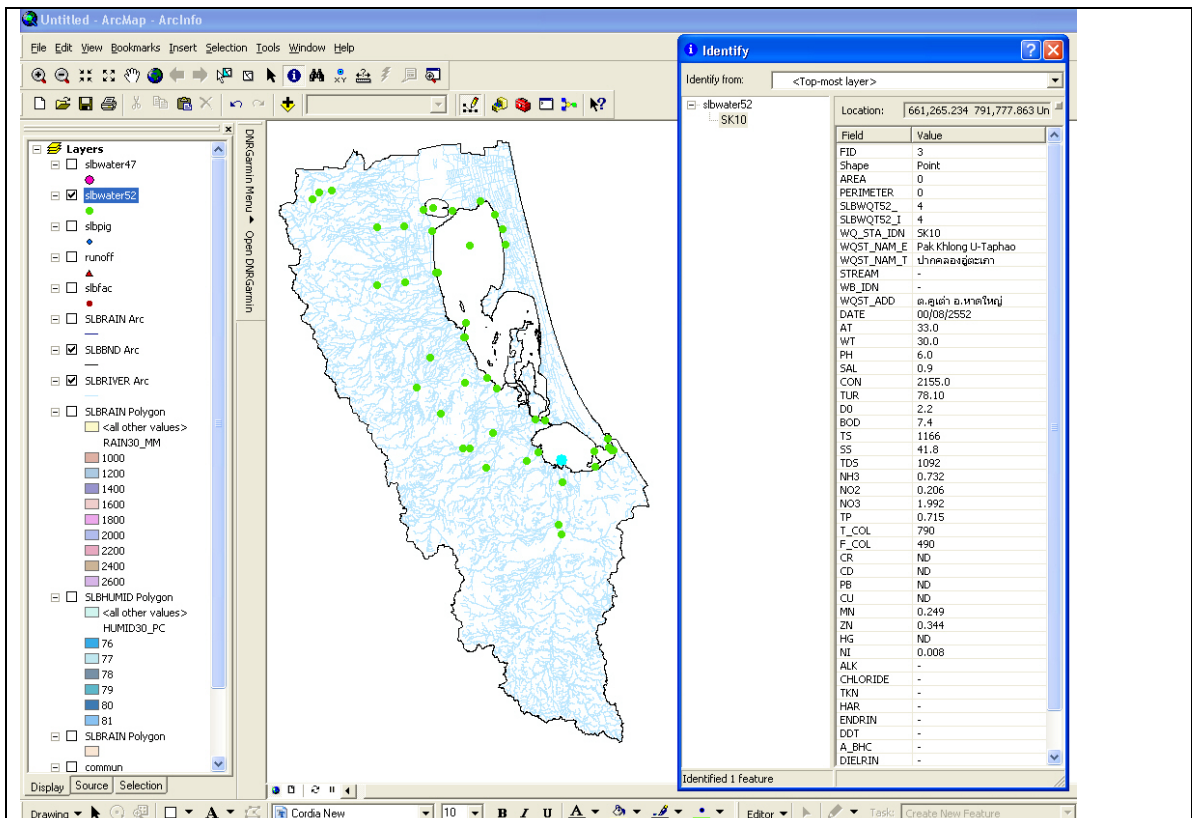 Untitled - ArcMap - ArcInfo
File Edit View Bookmarks Insert Selection Tools Window Help
Layers
slbwater47
slbwater52
slbpig
runoff
slbfac
SLBRAIN Arc
SLBBND Arc
SLBRIVER Arc
SLBRAIN Polygon
<all other values>
RAIN30_MM
1000
1200
1400
1600
1800
2000
2200
2400
2600
SLBHUMID Polygon
<all other values>
HUMID30_PC
76
77
78
79
80
81
SLBRAIN Polygon
commun
Display Source Selection
DNRGarmin Menu Open DNRGarmin
Identify
Identify from: <Top-most layer>
slbwater52
SK10
Location: 661,265.234 791,777.863 Un
Field Value
FID 3
Shape Point
AREA 0
PERIMETER 0
SLBWQT52_ 4
SLBWQT52_I 4
WQ_STA_IDN SK10
WQST_NAM_E Pak Khlong U-Taphao
WQST_NAM_T ปากคลองอู่ตะเภา
STREAM -
WB_IDN -
WQST_ADD ต.คูเต่า อ.หาดใหญ่
DATE 00/08/2552
AT 33.0
WT 30.0
PH 6.0
SAL 0.9
CON 2155.0
TUR 78.10
DO 2.2
BOD 7.4
TS 1166
SS 41.8
TDS 1092
NH3 0.732
NO2 0.206
NO3 1.992
TP 0.715
T_COL 790
F_COL 490
CR ND
CD ND
PB ND
CU ND
MN 0.249
ZN 0.344
HG ND
NI 0.008
ALK -
CHLORIDE -
TKN -
HAR -
ENDRIN -
DDT -
A_BHC -
DIELRIN -
Identified 1 feature
Drawing A Cordia New 10 B I U A Editor Task: Create New Feature